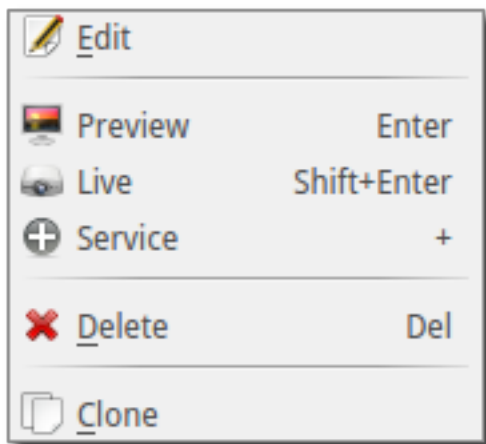 Edit
Preview Enter
Live Shift+Enter
Service +
Delete Del
Clone